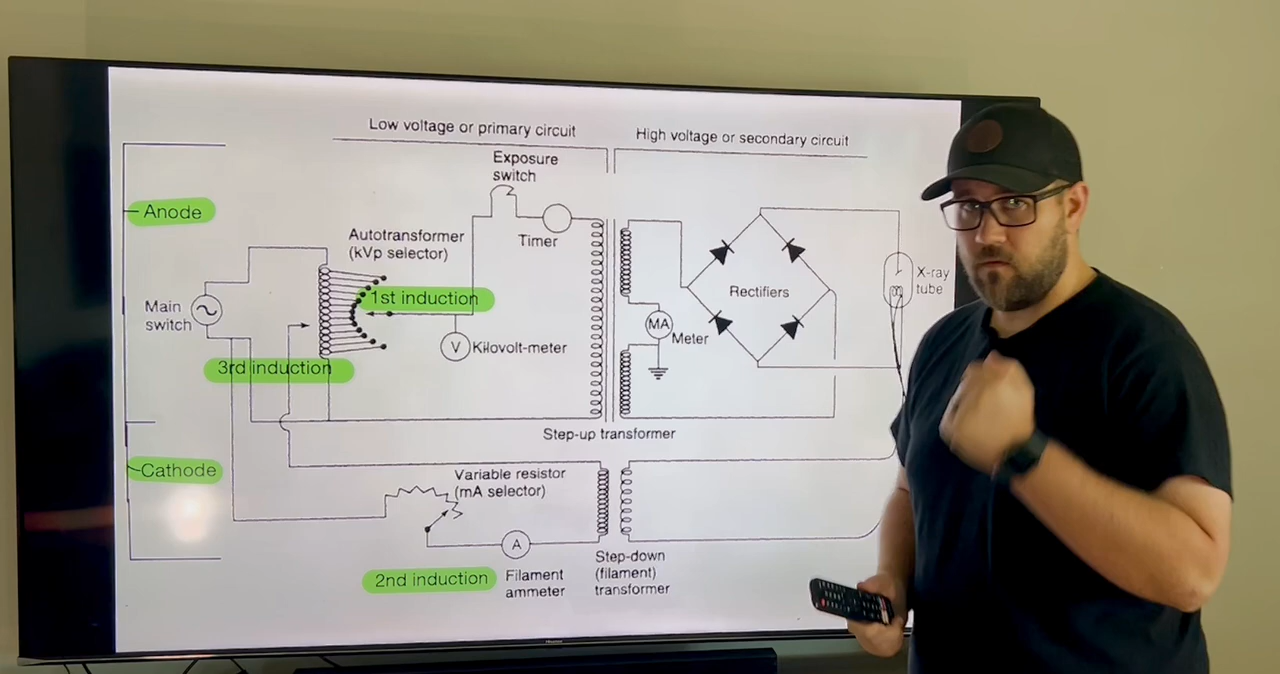 Low voltage or primary circuit
High voltage or secondary circuit
Exposure
switch
Anode
Autotransformer
(kVp selector)
Timer
X-ray
tube
Main
switch
1st induction
Rectifiers
MA
Meter
V
Kilovolt-meter
3rd induction
Step-up transformer
Cathode
Variable resistor
(mA selector)
A
2nd induction
Filament
ammeter
Step-down
(filament)
transformer